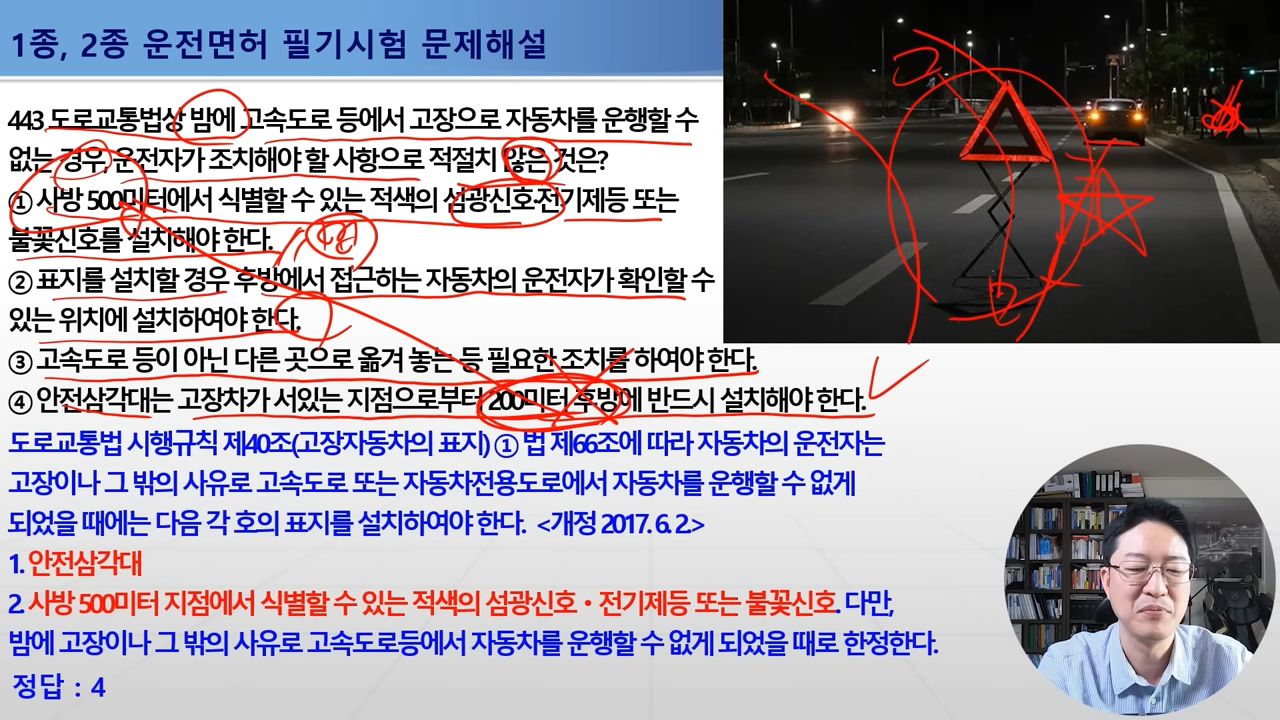 1종, 2종 운전면허 필기시험 문제해설
443 도로교통법상 밤에 고속도로 등에서 고장으로 자동차를 운행할 수
없는 경우, 운전자가 조치해야 할 사항으로 적절치 않은 것은?
① 사방 500미터에서 식별할 수 있는 적색의 섬광신호·전기제등 또는
불꽃신호를 설치해야 한다.
② 표지를 설치할 경우 후방에서 접근하는 자동차의 운전자가 확인할 수
있는 위치에 설치하여야 한다.
③ 고속도로 등이 아닌 다른 곳으로 옮겨 놓는 등 필요한 조치를 하여야 한다.
④ 안전삼각대는 고장차가 서있는 지점으로부터 200미터 후방에 반드시 설치해야 한다.
도로교통법 시행규칙 제40조(고장자동차의 표지) ① 법 제66조에 따라 자동차의 운전자는
고장이나 그 밖의 사유로 고속도로 또는 자동차전용도로에서 자동차를 운행할 수 없게
되었을 때에는 다음 각 호의 표지를 설치하여야 한다. <개정 2017. 6. 2.>
1. 안전삼각대
2. 사방 500미터 지점에서 식별할 수 있는 적색의 섬광신호·전기제등 또는 불꽃신호. 다만,
밤에 고장이나 그 밖의 사유로 고속도로등에서 자동차를 운행할 수 없게 되었을 때로 한정한다.
정답 : 4